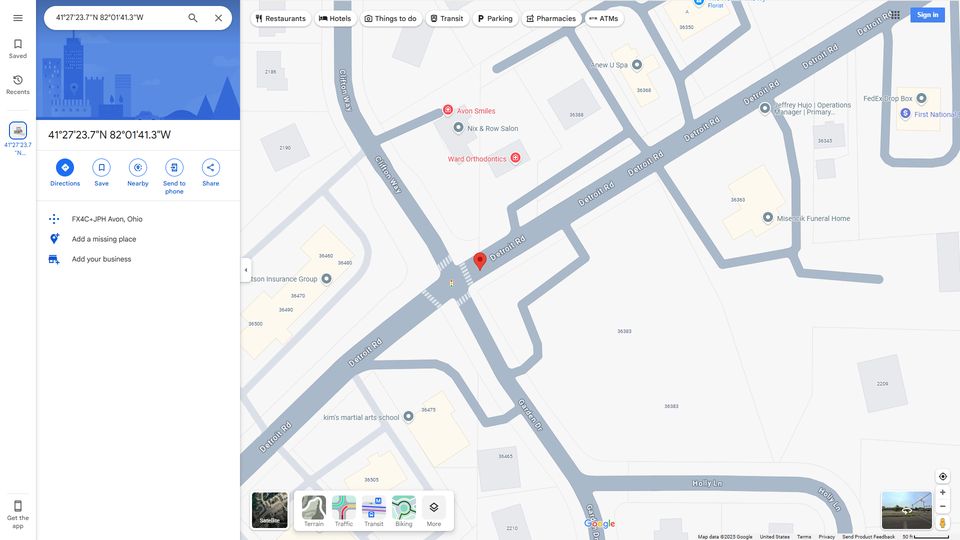 41°27'23.7"N 82°01'41.3"W
Restaurants
Hotels
Things to do
Transit
Parking
Pharmacies
ATMs
Sign in
Saved
Recents
41°27'23.7
"N...
Get the
app
41°27'23.7"N 82°01'41.3"W
Directions
Save
Nearby
Send to
phone
Share
FX4C+JPH Avon, Ohio
Add a missing place
Add your business
Florist
36350
Anew U Spa
36368
2186
Clifton Way
Avon Smiles
Nix & Row Salon
36388
Ward Orthodontics
2190
Clifton Way
Detroit Rd
Detroit Rd
Detroit Rd
Detroit Rd
Detroit Rd
Detroit Rd
Detroit Rd
Detroit Rd
Jeffrey Hujo | Operations
Manager | Primary...
FedEx Drop Box
First National
36345
36363
Misencik Funeral Home
36460
36460
tson Insurance Group
36470
36490
36500
36383
36383
2209
kim's martial arts school
36475
Garden Dr
36465
36505
Holly Ln
Holly Ln
2210
Garden Dr
Satellite
Terrain
Traffic
Transit
Biking
More
Google
Map data ©2025 Google
United States
Terms
Privacy
Send Product Feedback
50 ft